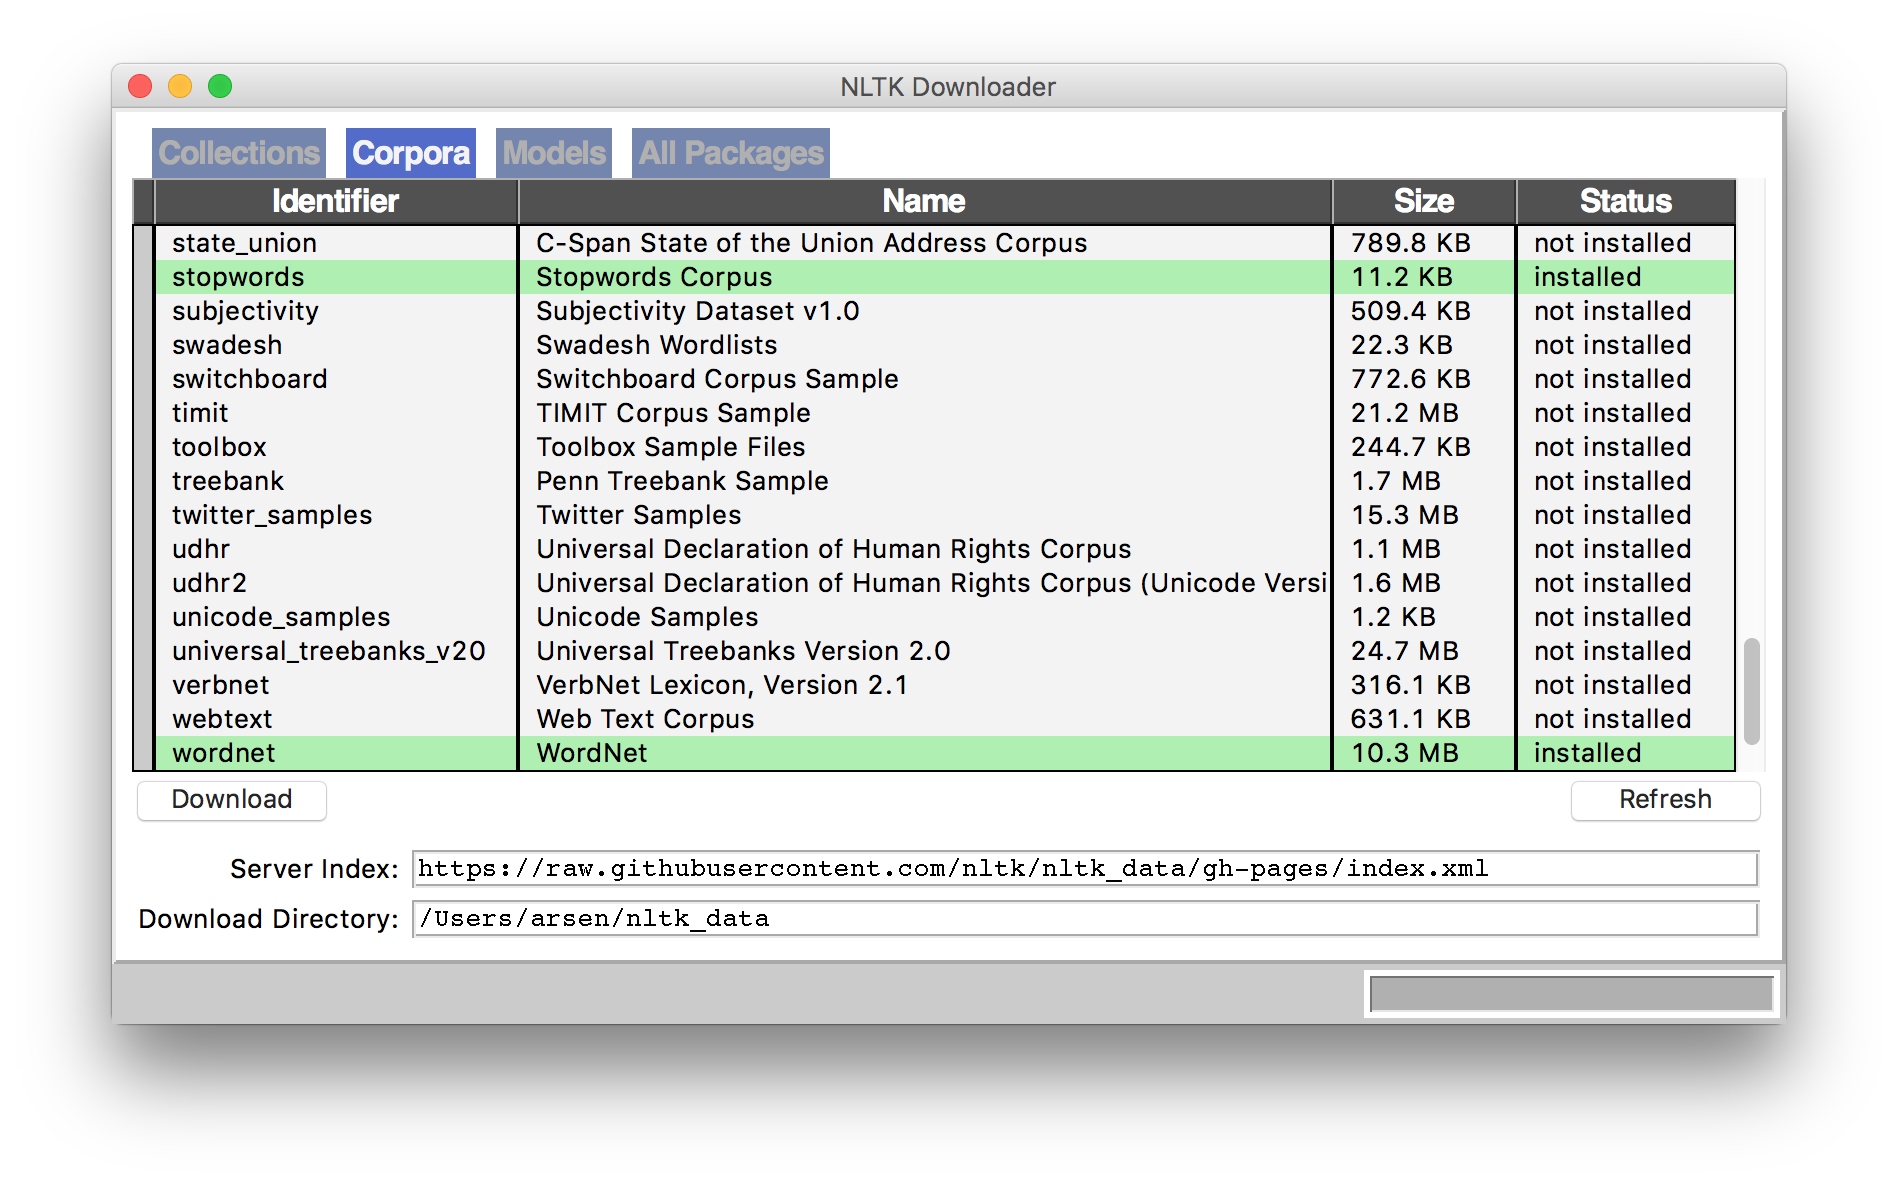 NLTK Downloader
Collections Corpora Models All Packages
Identifier Name Size Status
state_union C-Span State of the Union Address Corpus 789.8 KB not installed
stopwords Stopwords Corpus 11.2 KB installed
subjectivity Subjectivity Dataset v1.0 509.4 KB not installed
swadesh Swadesh Wordlists 22.3 KB not installed
switchboard Switchboard Corpus Sample 772.6 KB not installed
timit TIMIT Corpus Sample 21.2 MB not installed
toolbox Toolbox Sample Files 244.7 KB not installed
treebank Penn Treebank Sample 1.7 MB not installed
twitter_samples Twitter Samples 15.3 MB not installed
udhr Universal Declaration of Human Rights Corpus 1.1 MB not installed
udhr2 Universal Declaration of Human Rights Corpus (Unicode Versi 1.6 MB not installed
unicode_samples Unicode Samples 1.2 KB not installed
universal_treebanks_v20 Universal Treebanks Version 2.0 24.7 MB not installed
verbnet VerbNet Lexicon, Version 2.1 316.1 KB not installed
webtext Web Text Corpus 631.1 KB not installed
wordnet WordNet 10.3 MB installed
Download Refresh
Server Index: https://raw.githubusercontent.com/nltk/nltk_data/gh-pages/index.xml
Download Directory: /Users/arsen/nltk_data